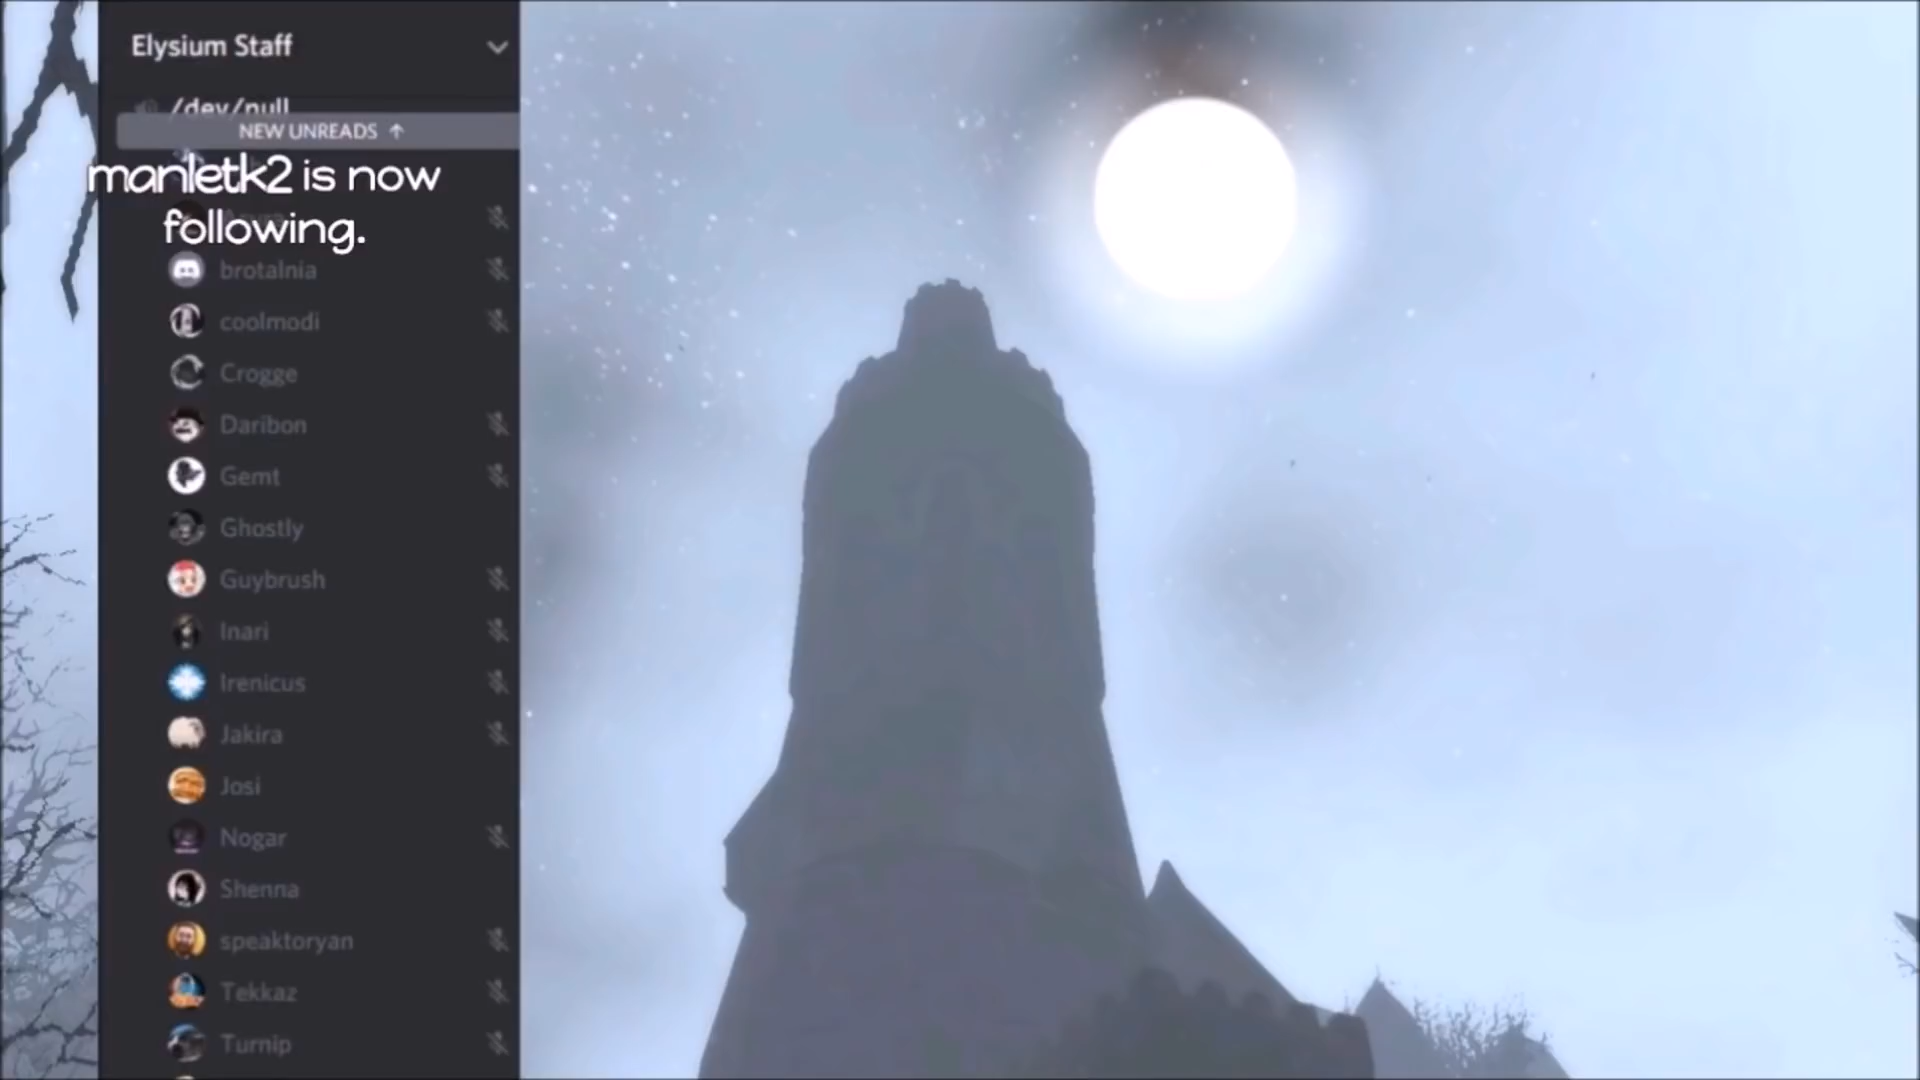 Elysium Staff
/dev/null
NEW UNREADS ↑
manletk2 is now
following.
brotalnia
coolmodi
Crogge
Daribon
Gemt
Ghostly
Guybrush
Inari
Irenicus
Jakira
Josi
Nogar
Shenna
speaktoryan
Tekkaz
Turnip